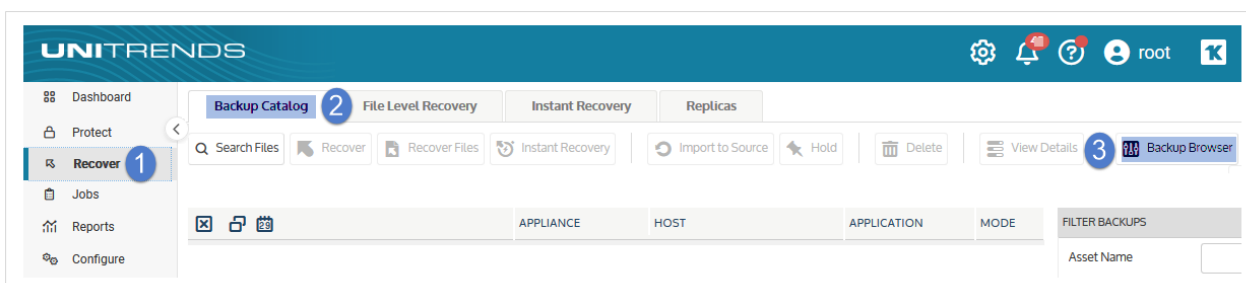 UNITRENDS
40
root
Dashboard
Protect
Recover 1
Jobs
Reports
Configure
Backup Catalog 2 File Level Recovery Instant Recovery Replicas
Search Files Recover Recover Files Instant Recovery Import to Source Hold Delete View Details 3 Backup Browser
29 APPLIANCE HOST APPLICATION MODE FILTER BACKUPS
Asset Name